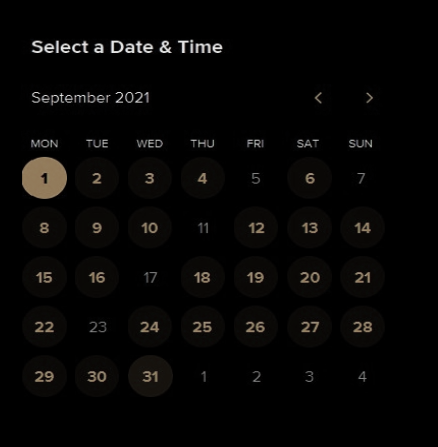 Select a Date & Time
September 2021
MON TUE WED THU FRI SAT SUN
1 2 3 4 5 6 7
8 9 10 11 12 13 14
15 16 17 18 19 20 21
22 23 24 25 26 27 28
29 30 31 1 2 3 4